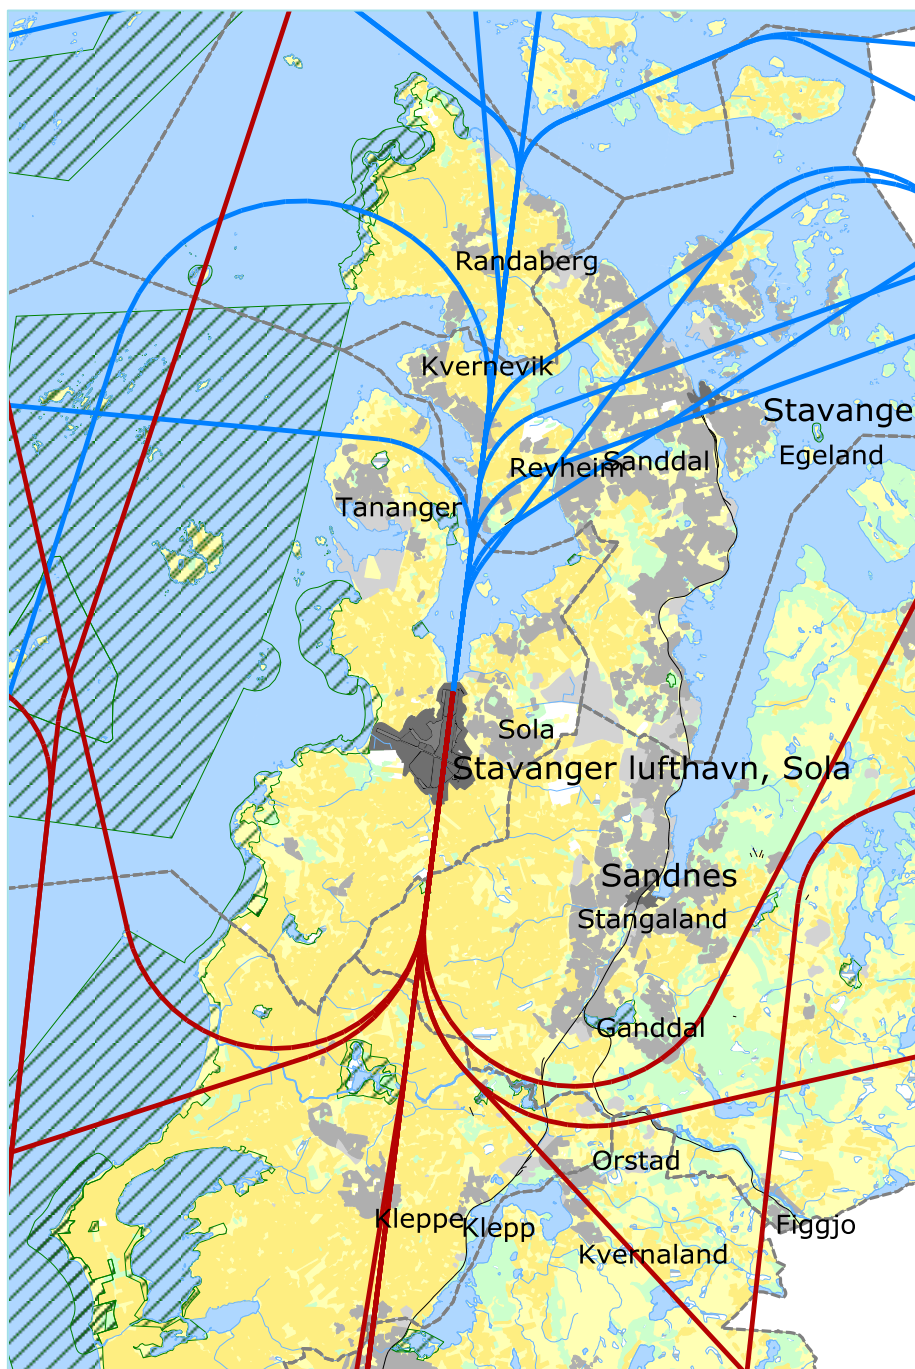 Randaberg
Kvernevik
Stavange
Egeland
Revheim
Sanddal
Tananger
Sola
Stavanger lufthavn, Sola
Sandnes
Stangaland
Ganddal
Orstad
Kleppe
Klepp
Figgjo
Kvernaland